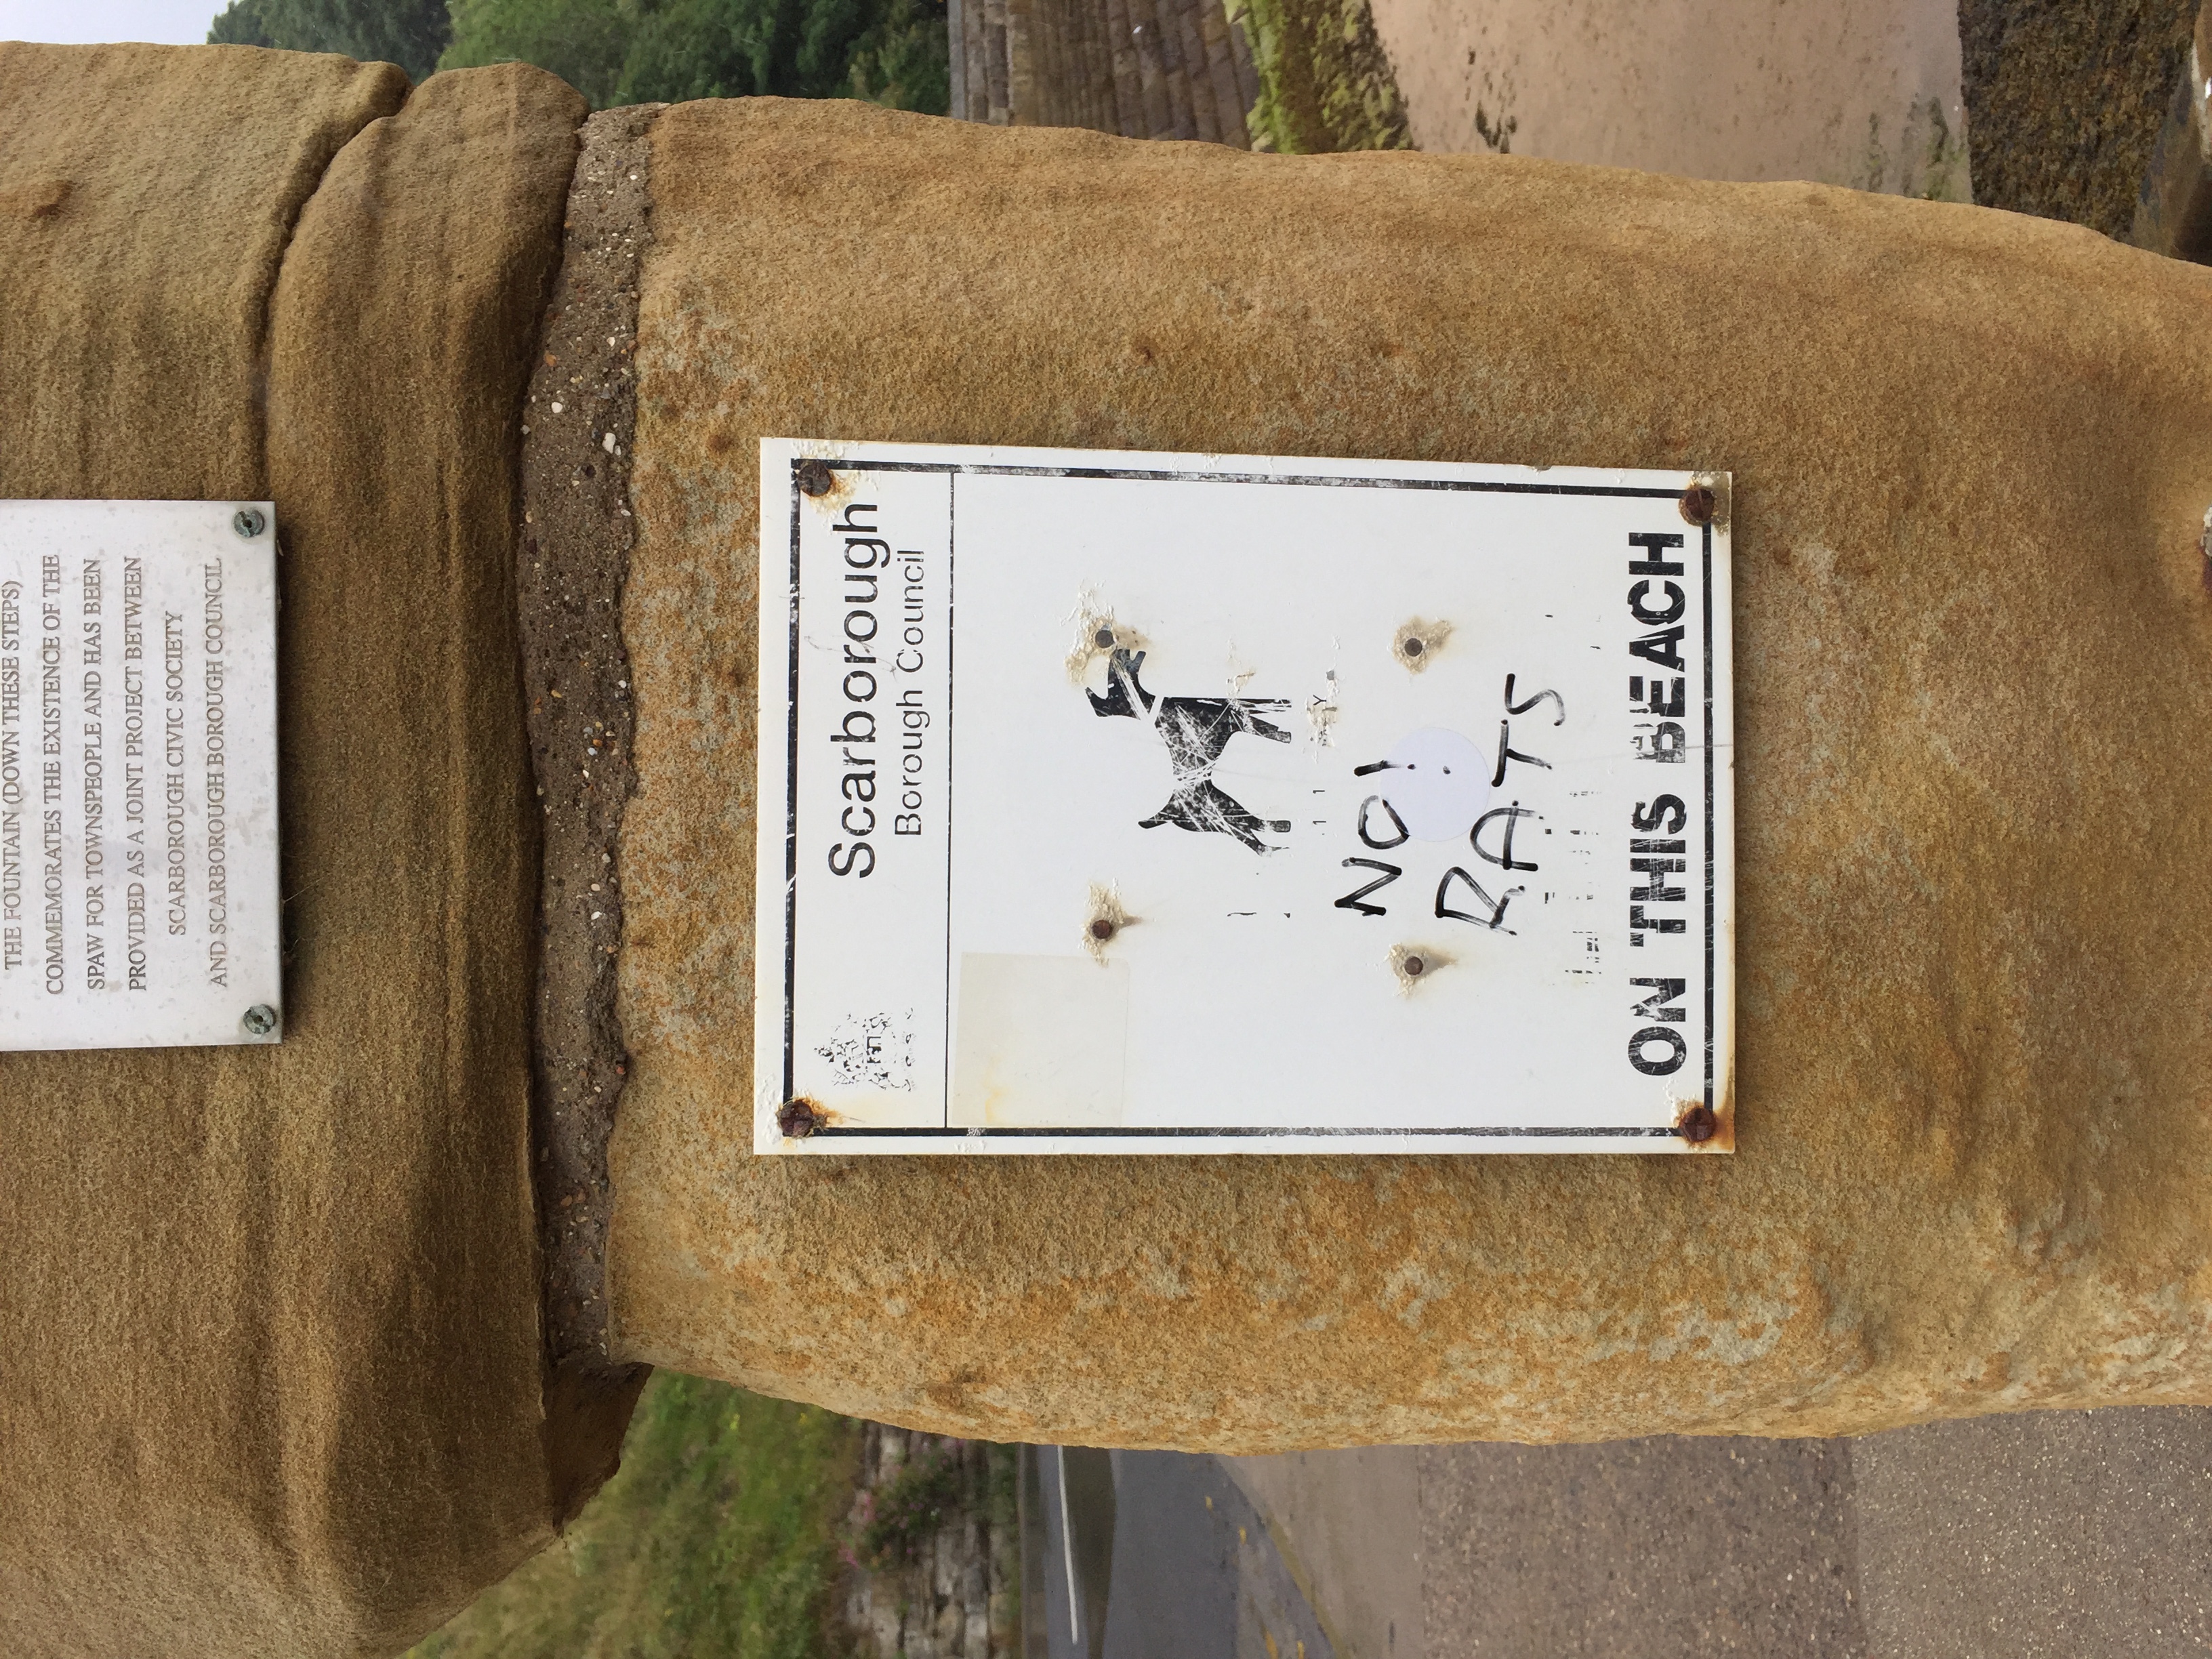 THE FOUNTAIN (DOWN THESE STEPS)
COMMEMORATES THE EXISTENCE OF THE
SPAW FOR TOWNSPEOPLE AND HAS BEEN
PROVIDED AS A JOINT PROJECT BETWEEN
SCARBOROUGH CIVIC SOCIETY
AND SCARBOROUGH BOROUGH COUNCIL
Scarborough
Borough Council
NO!
RATS
ON THIS BEACH